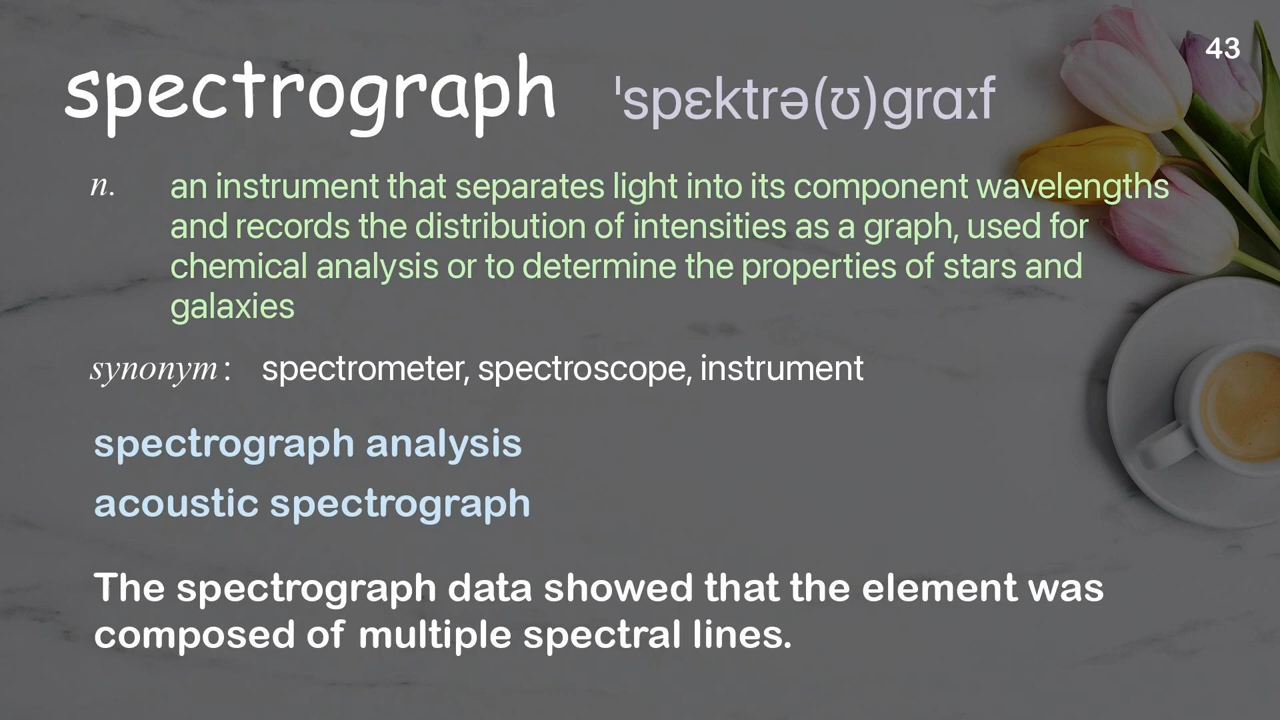 43
spectrograph ˈspɛktrə(ʊ)ɡrɑːf
n. an instrument that separates light into its component wavelengths
and records the distribution of intensities as a graph, used for
chemical analysis or to determine the properties of stars and
galaxies
synonym: spectrometer, spectroscope, instrument
spectrograph analysis
acoustic spectrograph
The spectrograph data showed that the element was
composed of multiple spectral lines.